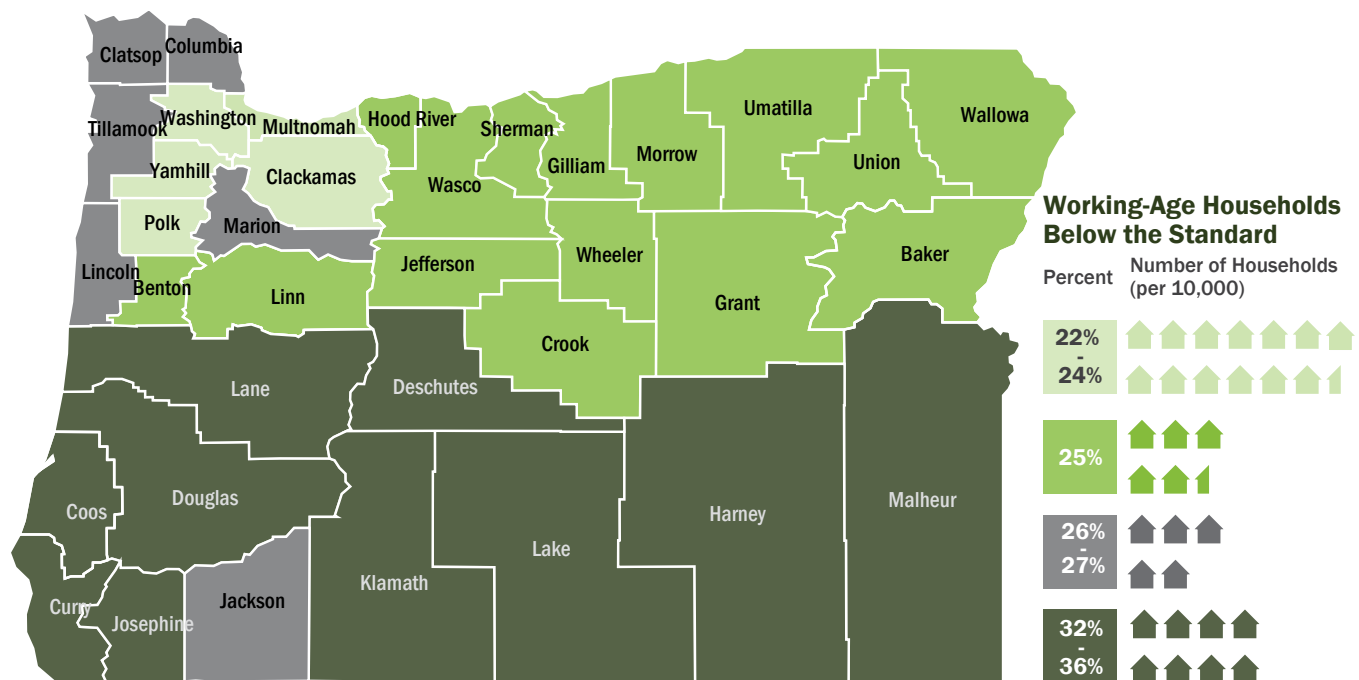 Clatsop
Columbia
Tillamook
Washington
Multnomah
Hood River
Sherman
Gilliam
Morrow
Umatilla
Union
Wallowa
Yamhill
Clackamas
Wasco
Polk
Marion
Lincoln
Benton
Linn
Jefferson
Wheeler
Grant
Baker
Crook
Lane
Deschutes
Coos
Douglas
Curry
Josephine
Jackson
Klamath
Lake
Harney
Malheur
Working-Age Households
Below the Standard
Percent
Number of Households
(per 10,000)
22%
-
24%
25%
26%
-
27%
32%
-
36%